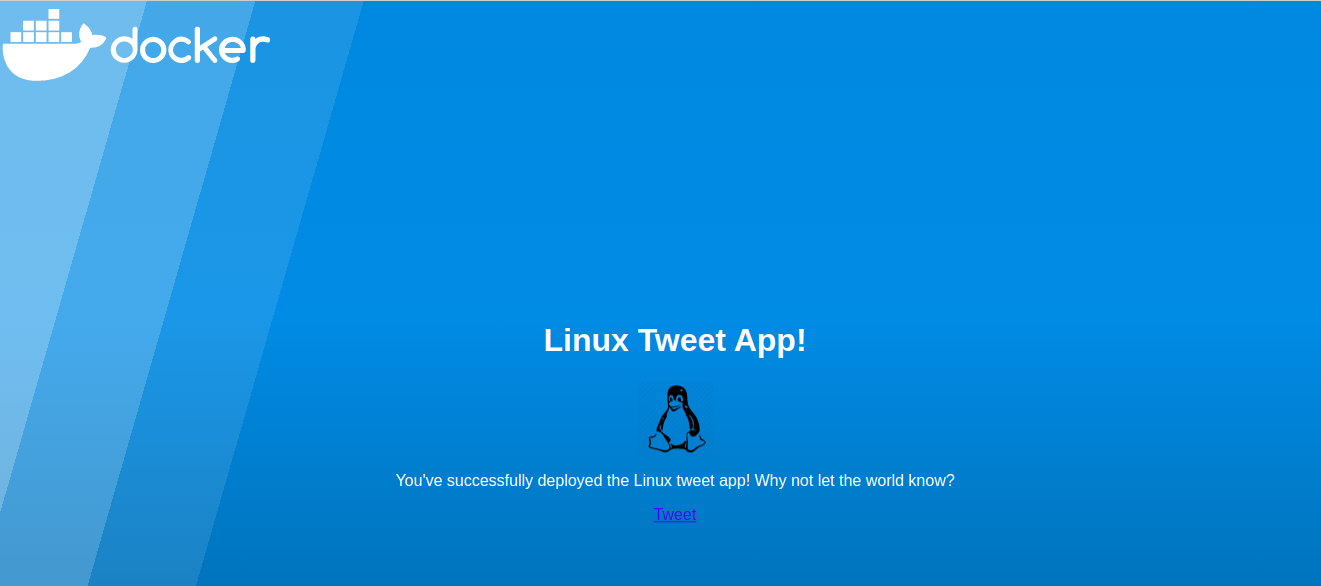 docker
Linux Tweet App!
You've successfully deployed the Linux tweet app! Why not let the world know?
Tweet